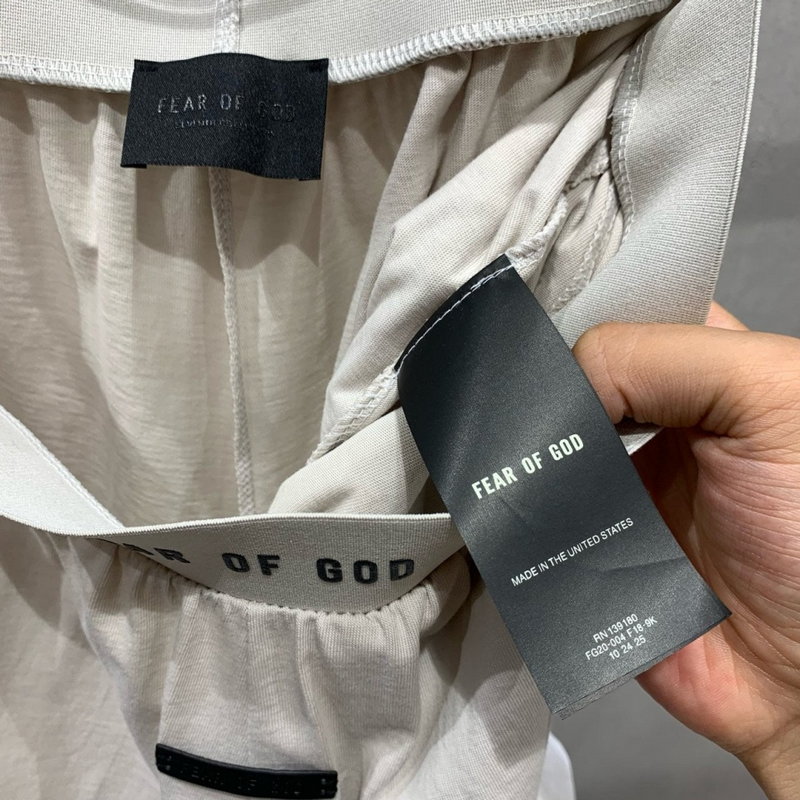 FEAR OF GOD
FEAR OF GOD
MADE IN THE UNITED STATES
RN 139180
FG20-004 F18-9K
10 24 25
OF GOD